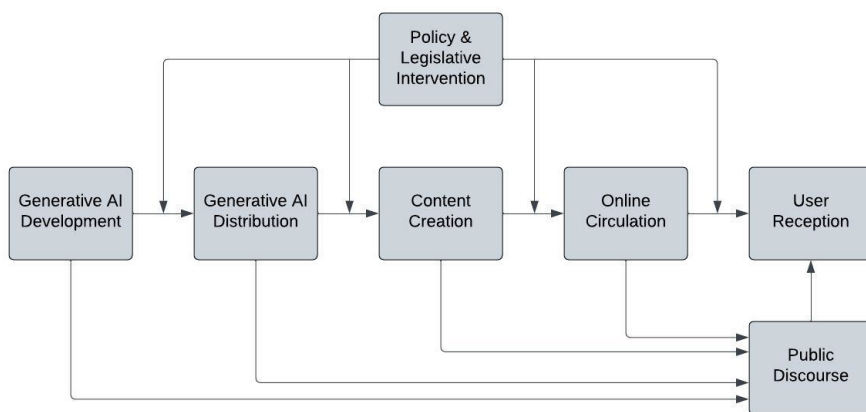 Policy &
Legislative
Intervention
Generative AI
Development
Generative AI
Distribution
Content
Creation
Online
Circulation
User
Reception
Public
Discourse